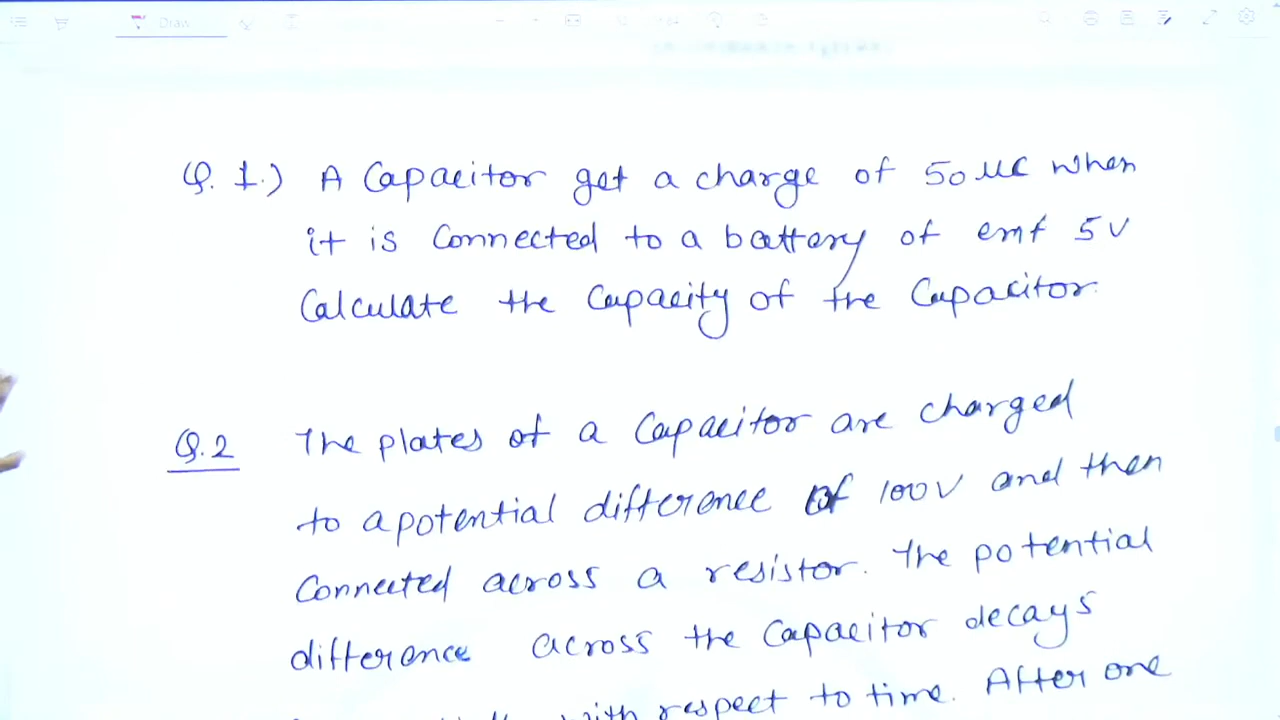 Draw
Q. 1.) A Capacitor get a charge of 50 μC when
it is connected to a battery of emf 5V
Calculate the Capacity of the Capacitor.
Q.2 The plates of a Capacitor are charged
to a potential difference of 100V and then
Connected across a resistor. The potential
difference across the Capacitor decays
with respect to time. After one